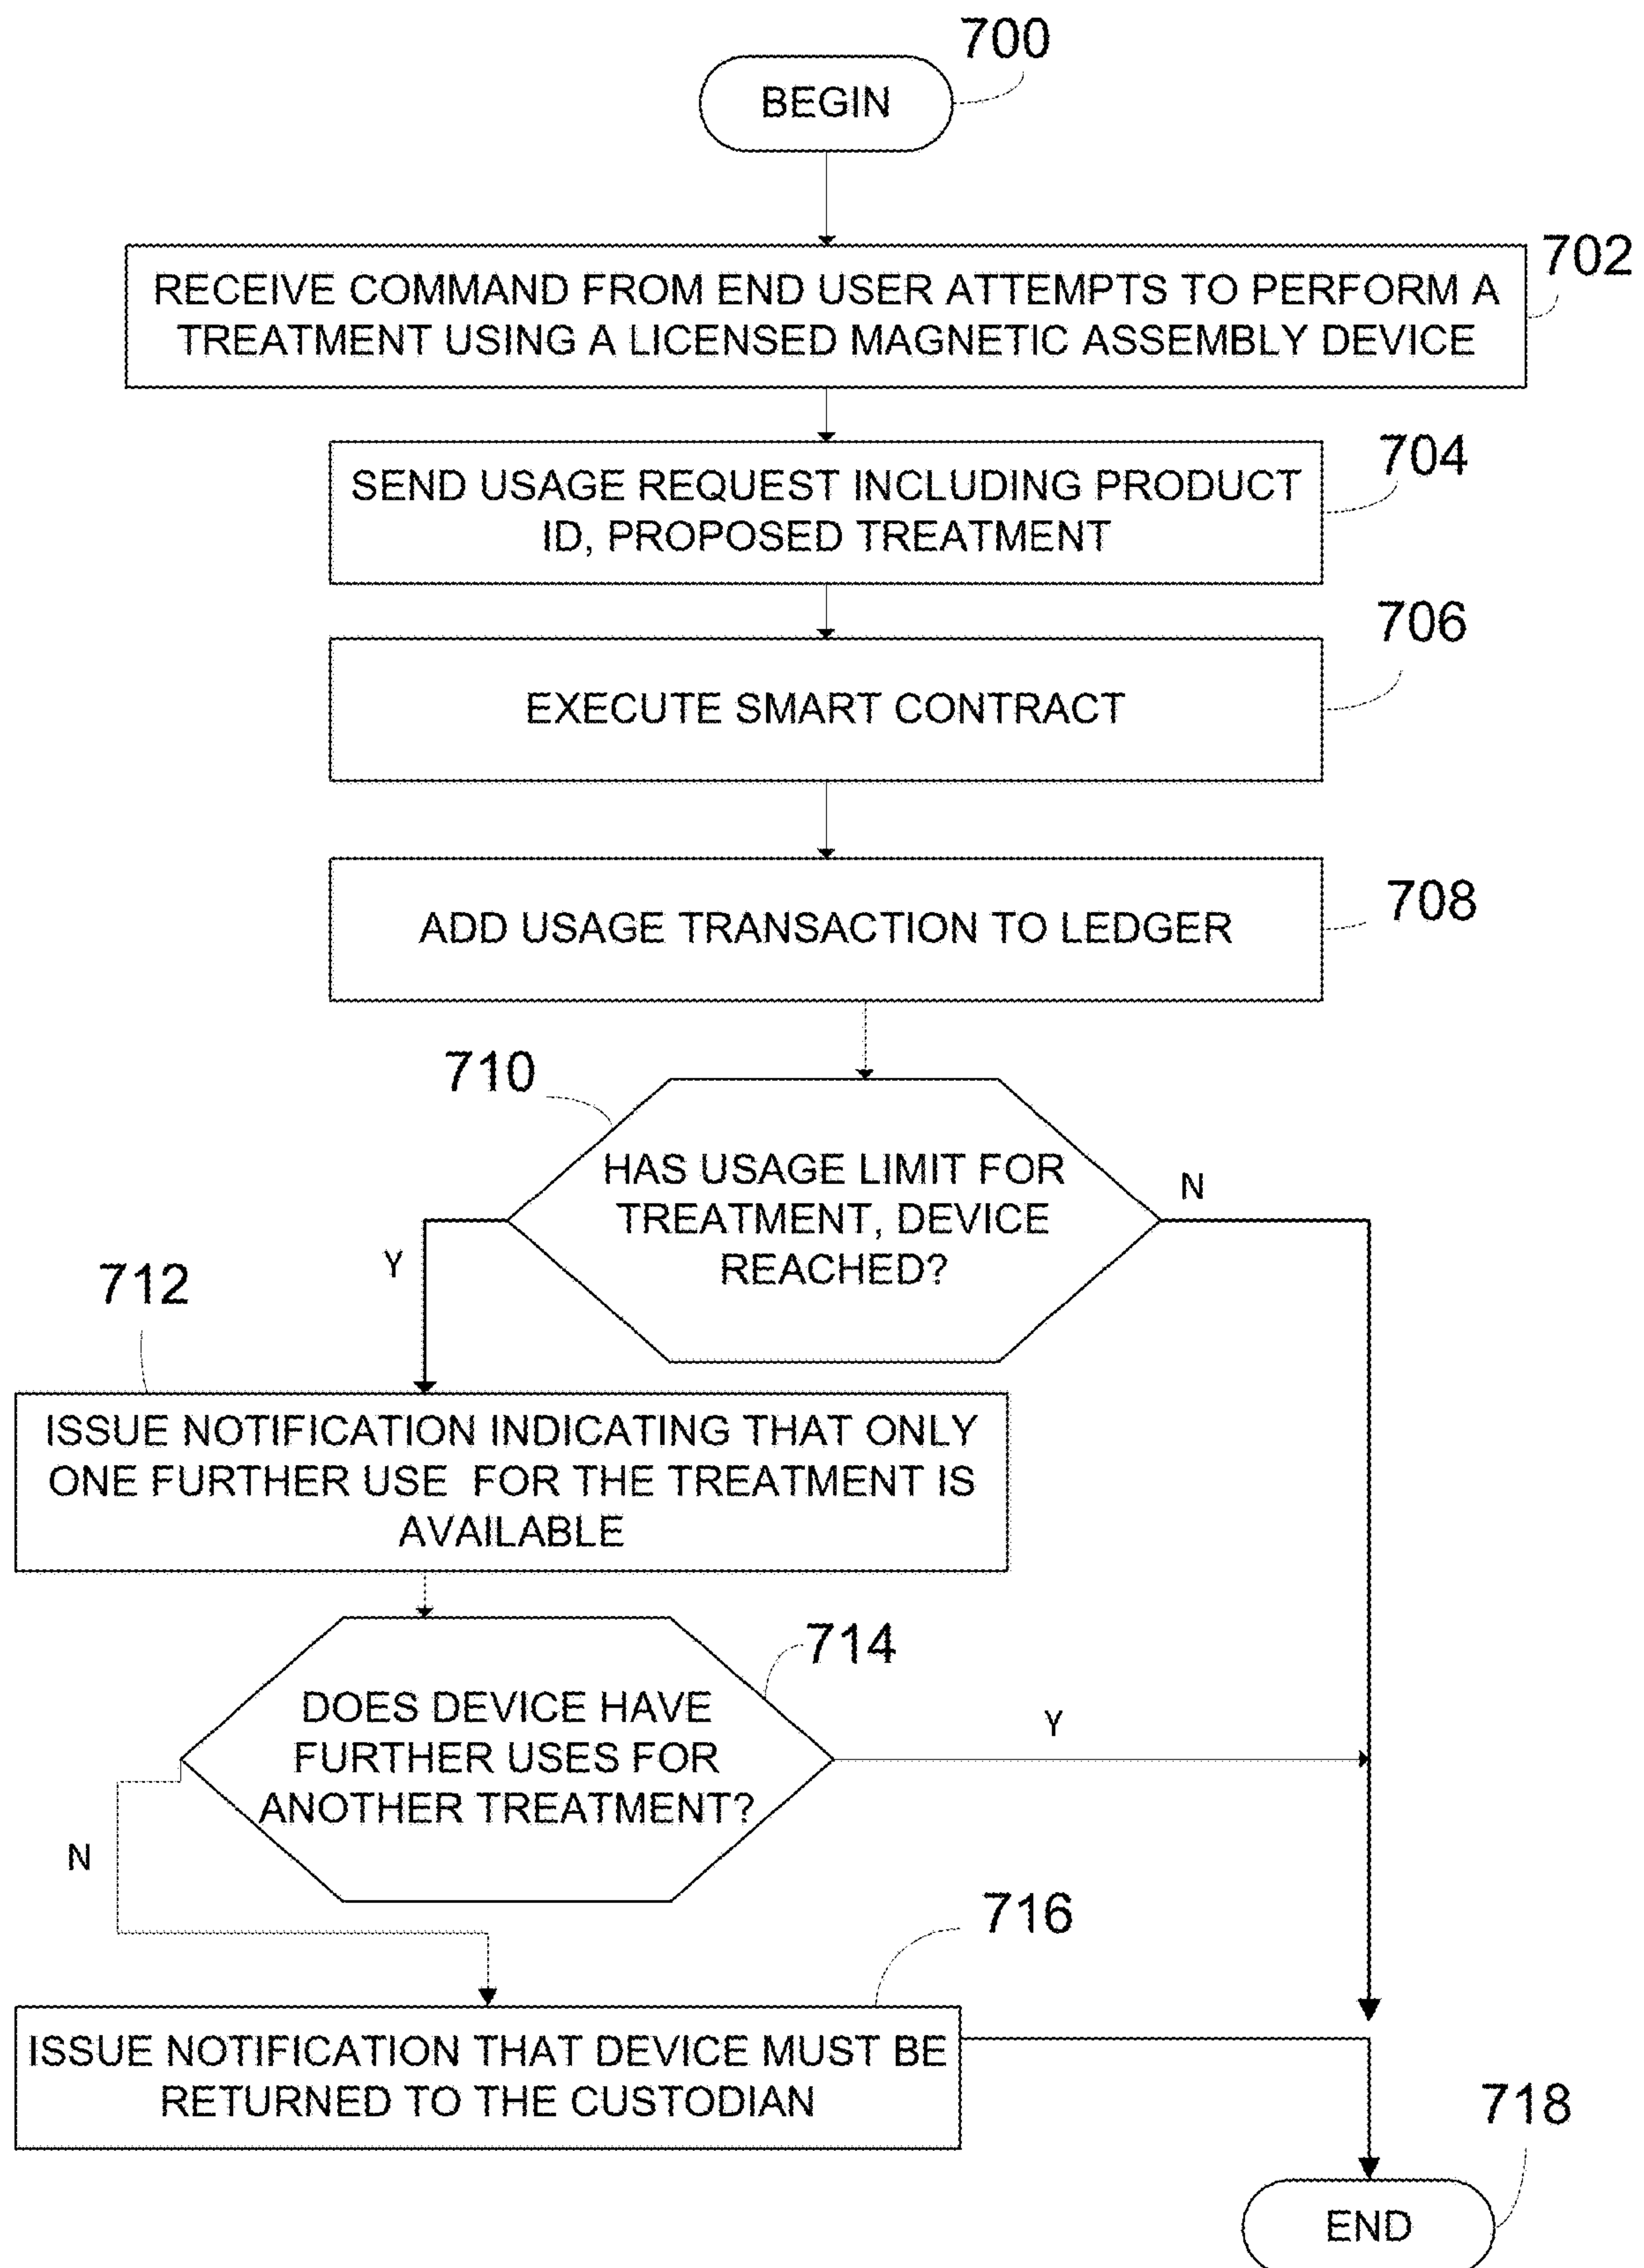 700
BEGIN
702
RECEIVE COMMAND FROM END USER ATTEMPTS TO PERFORM A
TREATMENT USING A LICENSED MAGNETIC ASSEMBLY DEVICE
704
SEND USAGE REQUEST INCLUDING PRODUCT
ID, PROPOSED TREATMENT
706
EXECUTE SMART CONTRACT
708
ADD USAGE TRANSACTION TO LEDGER
710
HAS USAGE LIMIT FOR
TREATMENT, DEVICE
REACHED?
N
Y
712
ISSUE NOTIFICATION INDICATING THAT ONLY
ONE FURTHER USE FOR THE TREATMENT IS
AVAILABLE
714
DOES DEVICE HAVE
FURTHER USES FOR
ANOTHER TREATMENT?
Y
N
716
ISSUE NOTIFICATION THAT DEVICE MUST BE
RETURNED TO THE CUSTODIAN
718
END